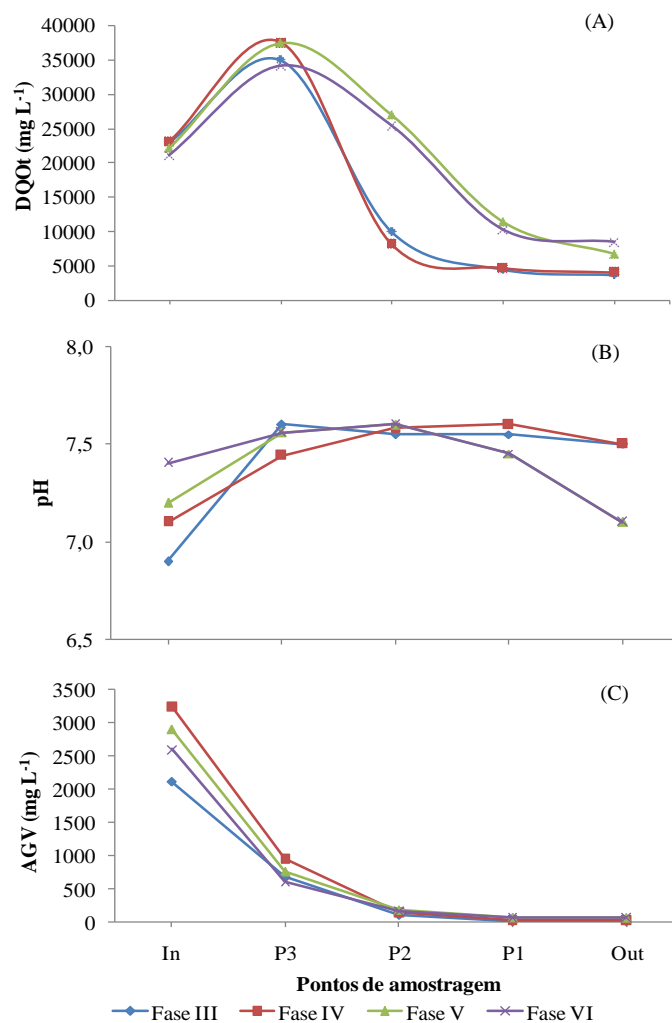 (A)
DQOt (mg L⁻¹)
40000
35000
30000
25000
20000
15000
10000
5000
0
(B)
pH
8,0
7,5
7,0
6,5
(C)
AGV (mg L⁻¹)
3500
3000
2500
2000
1500
1000
500
0
In P3 P2 P1 Out
Pontos de amostragem
Fase III Fase IV Fase V Fase VI